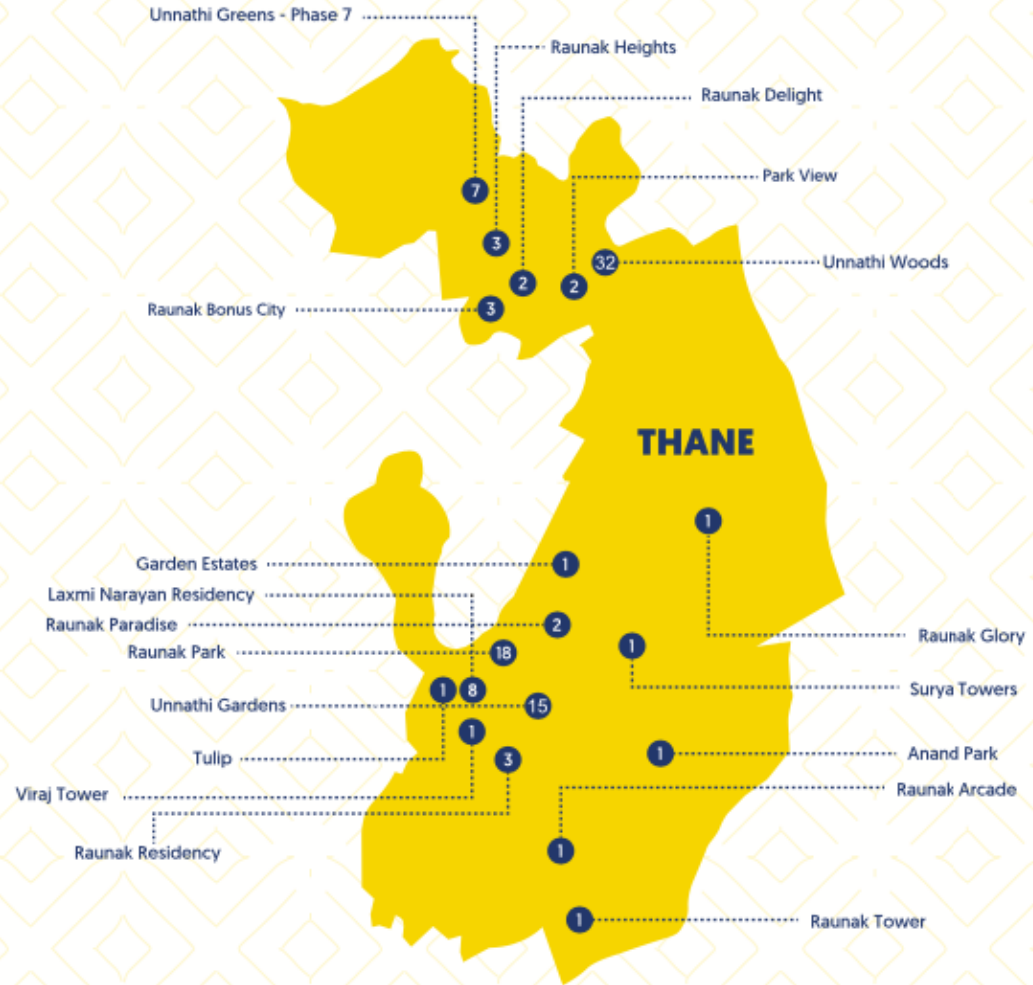 Unnathi Greens - Phase 7
Raunak Heights
Raunak Delight
Park View
7
3
Unnathi Woods
32
2
2
Raunak Bonus City
3
THANE
1
Garden Estates
1
Laxmi Narayan Residency
Raunak Paradise
2
Raunak Glory
Raunak Park
18
1
Surya Towers
1
8
Unnathi Gardens
15
1
Tulip
3
1
Anand Park
Viraj Tower
Raunak Arcade
Raunak Residency
1
1
Raunak Tower